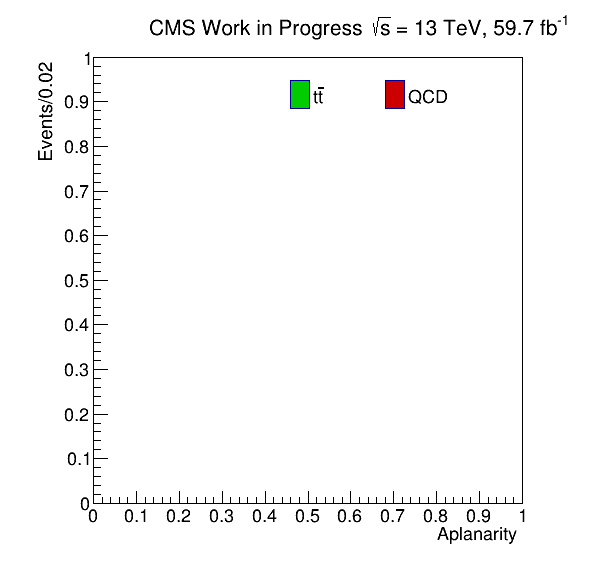 CMS Work in Progress √s = 13 TeV, 59.7 fb⁻¹
Events/0.02
1
0.9
0.8
0.7
0.6
0.5
0.4
0.3
0.2
0.1
0
tt̄
QCD
0 0.1 0.2 0.3 0.4 0.5 0.6 0.7 0.8 0.9 1
Aplanarity